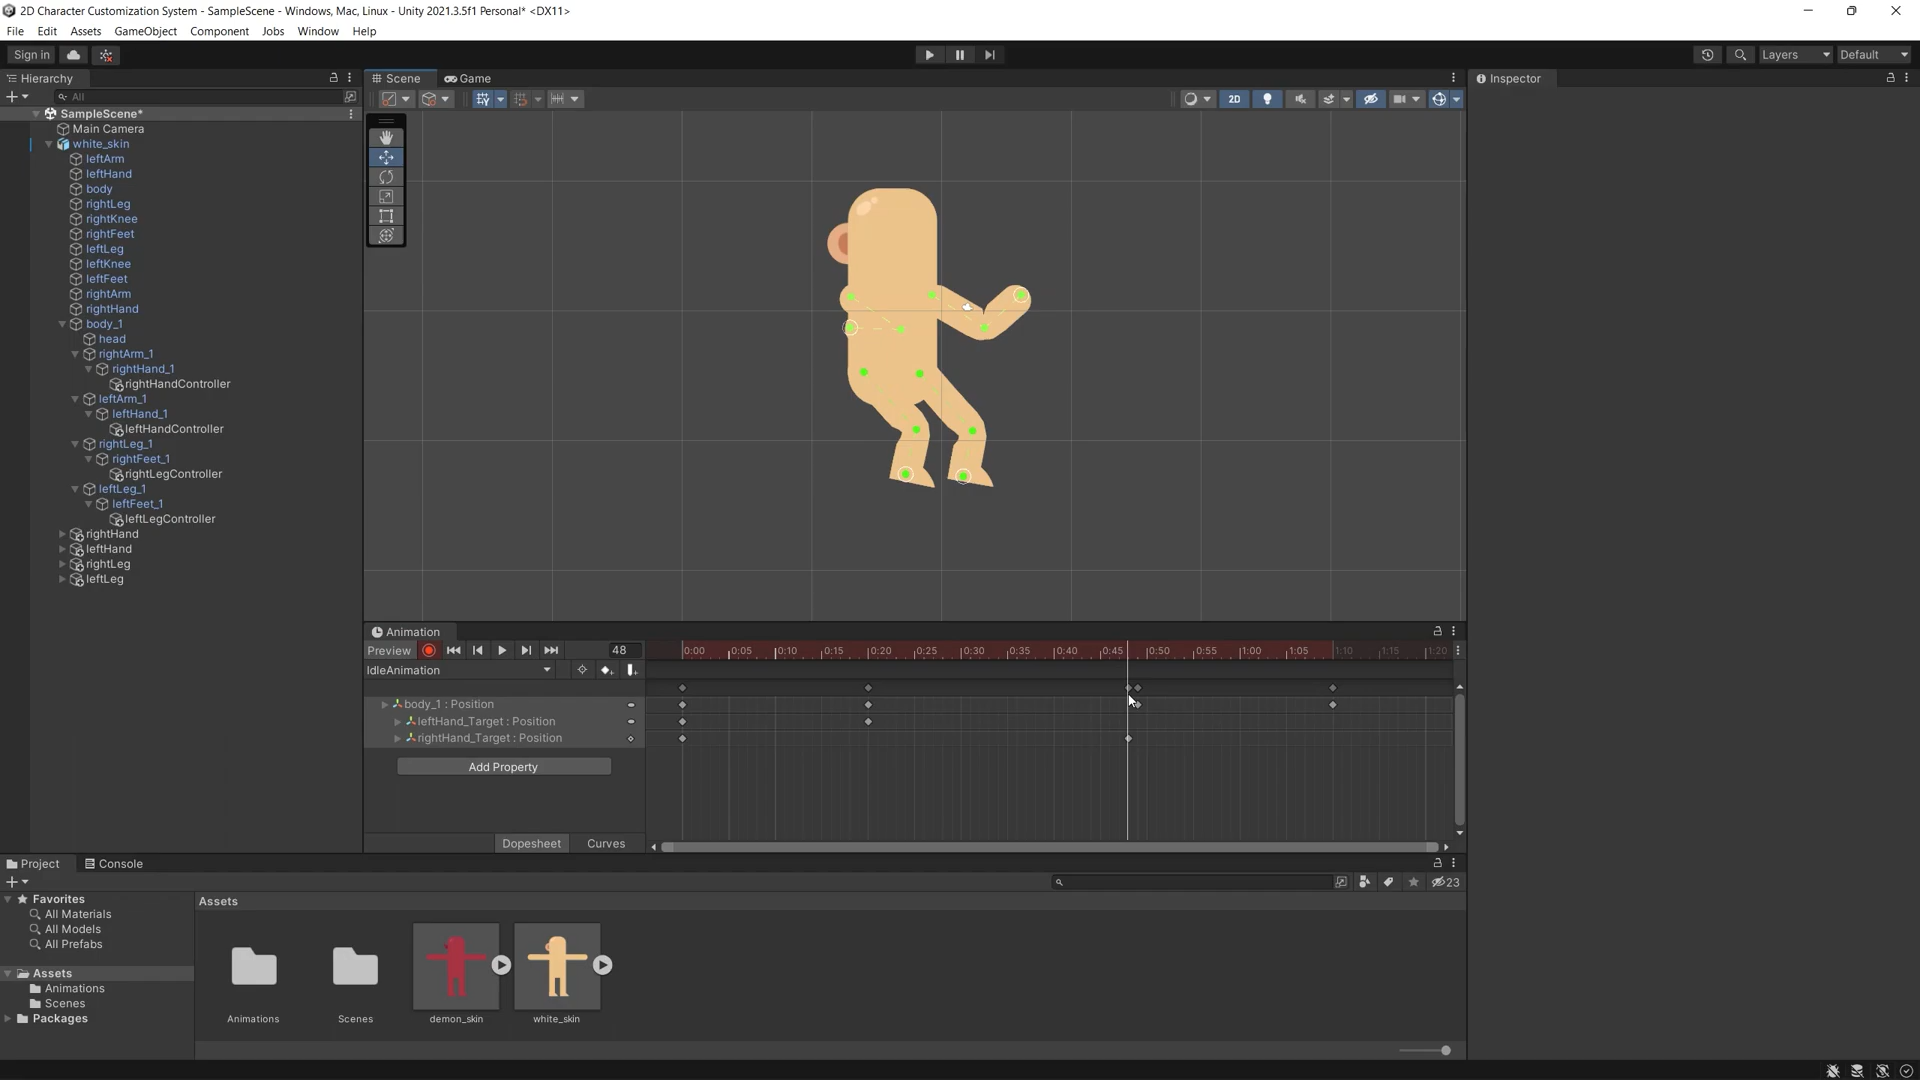 2D Character Customization System - SampleScene - Windows, Mac, Linux - Unity 2021.3.5f1 Personal* <DX11>
File Edit Assets GameObject Component Jobs Window Help
Sign in
Layers
Default
Hierarchy
Scene
Game
Inspector
All
2D
SampleScene*
Main Camera
white_skin
leftArm
leftHand
body
rightLeg
rightKnee
rightFeet
leftLeg
leftKnee
leftFeet
rightArm
rightHand
body_1
head
rightArm_1
rightHand_1
rightHandController
leftArm_1
leftHand_1
leftHandController
rightLeg_1
rightFeet_1
rightLegController
leftLeg_1
leftFeet_1
leftLegController
rightHand
leftHand
rightLeg
leftLeg
Animation
Preview
48
0:00 0:05 0:10 0:15 0:20 0:25 0:30 0:35 0:40 0:45 0:50 0:55 1:00 1:05 1:10 1:15 1:20
IdleAnimation
body_1 : Position
leftHand_Target : Position
rightHand_Target : Position
Add Property
Dopesheet
Curves
Project
Console
23
Favorites
All Materials
All Models
All Prefabs
Assets
Animations
Scenes
Packages
Assets
Animations
Scenes
demon_skin
white_skin